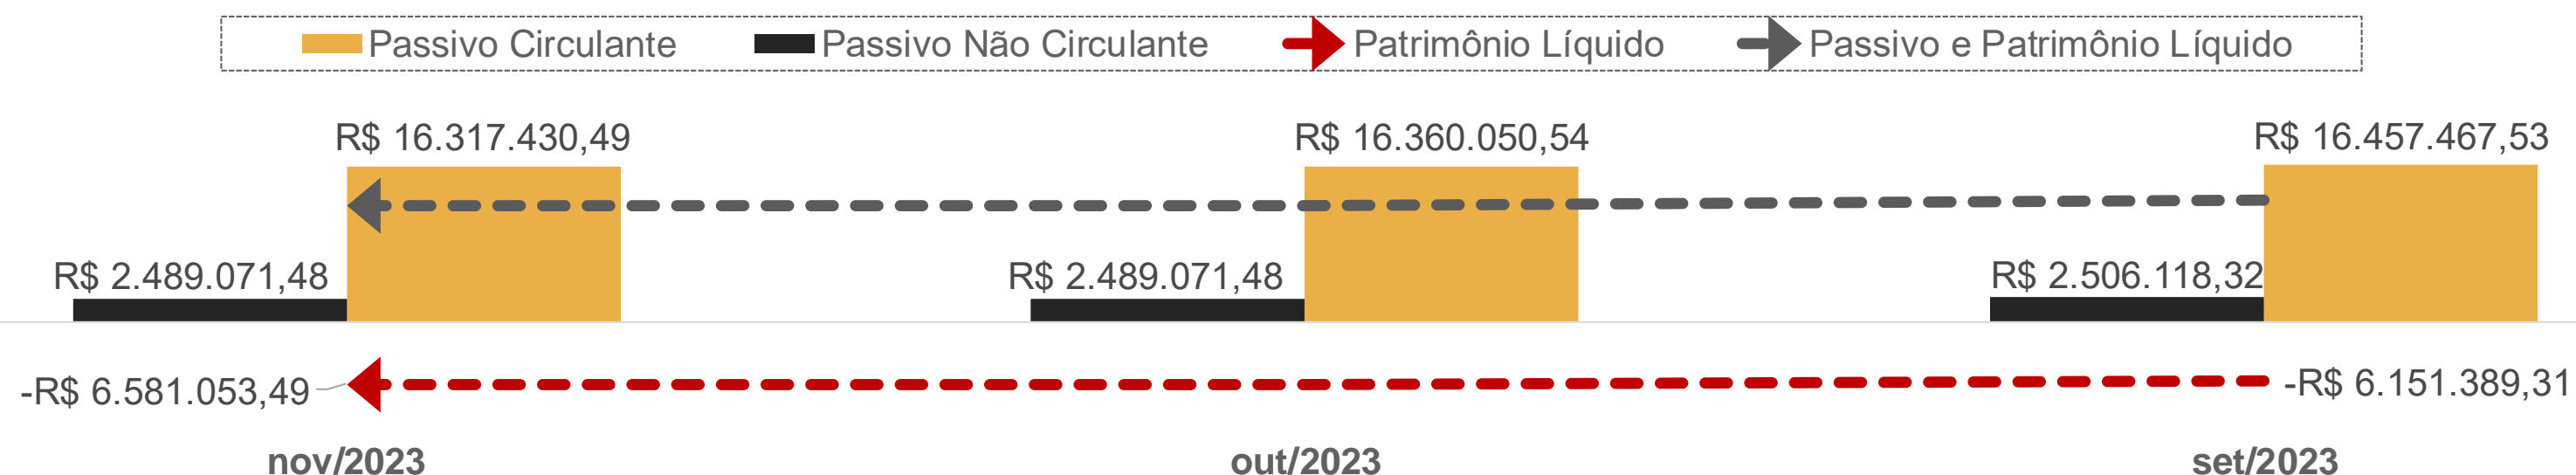 Passivo Circulante Passivo Não Circulante Patrimônio Líquido Passivo e Patrimônio Líquido
R$ 16.317.430,49 R$ 16.360.050,54 R$ 16.457.467,53
R$ 2.489.071,48 R$ 2.489.071,48 R$ 2.506.118,32
-R$ 6.581.053,49 -R$ 6.151.389,31
nov/2023 out/2023 set/2023